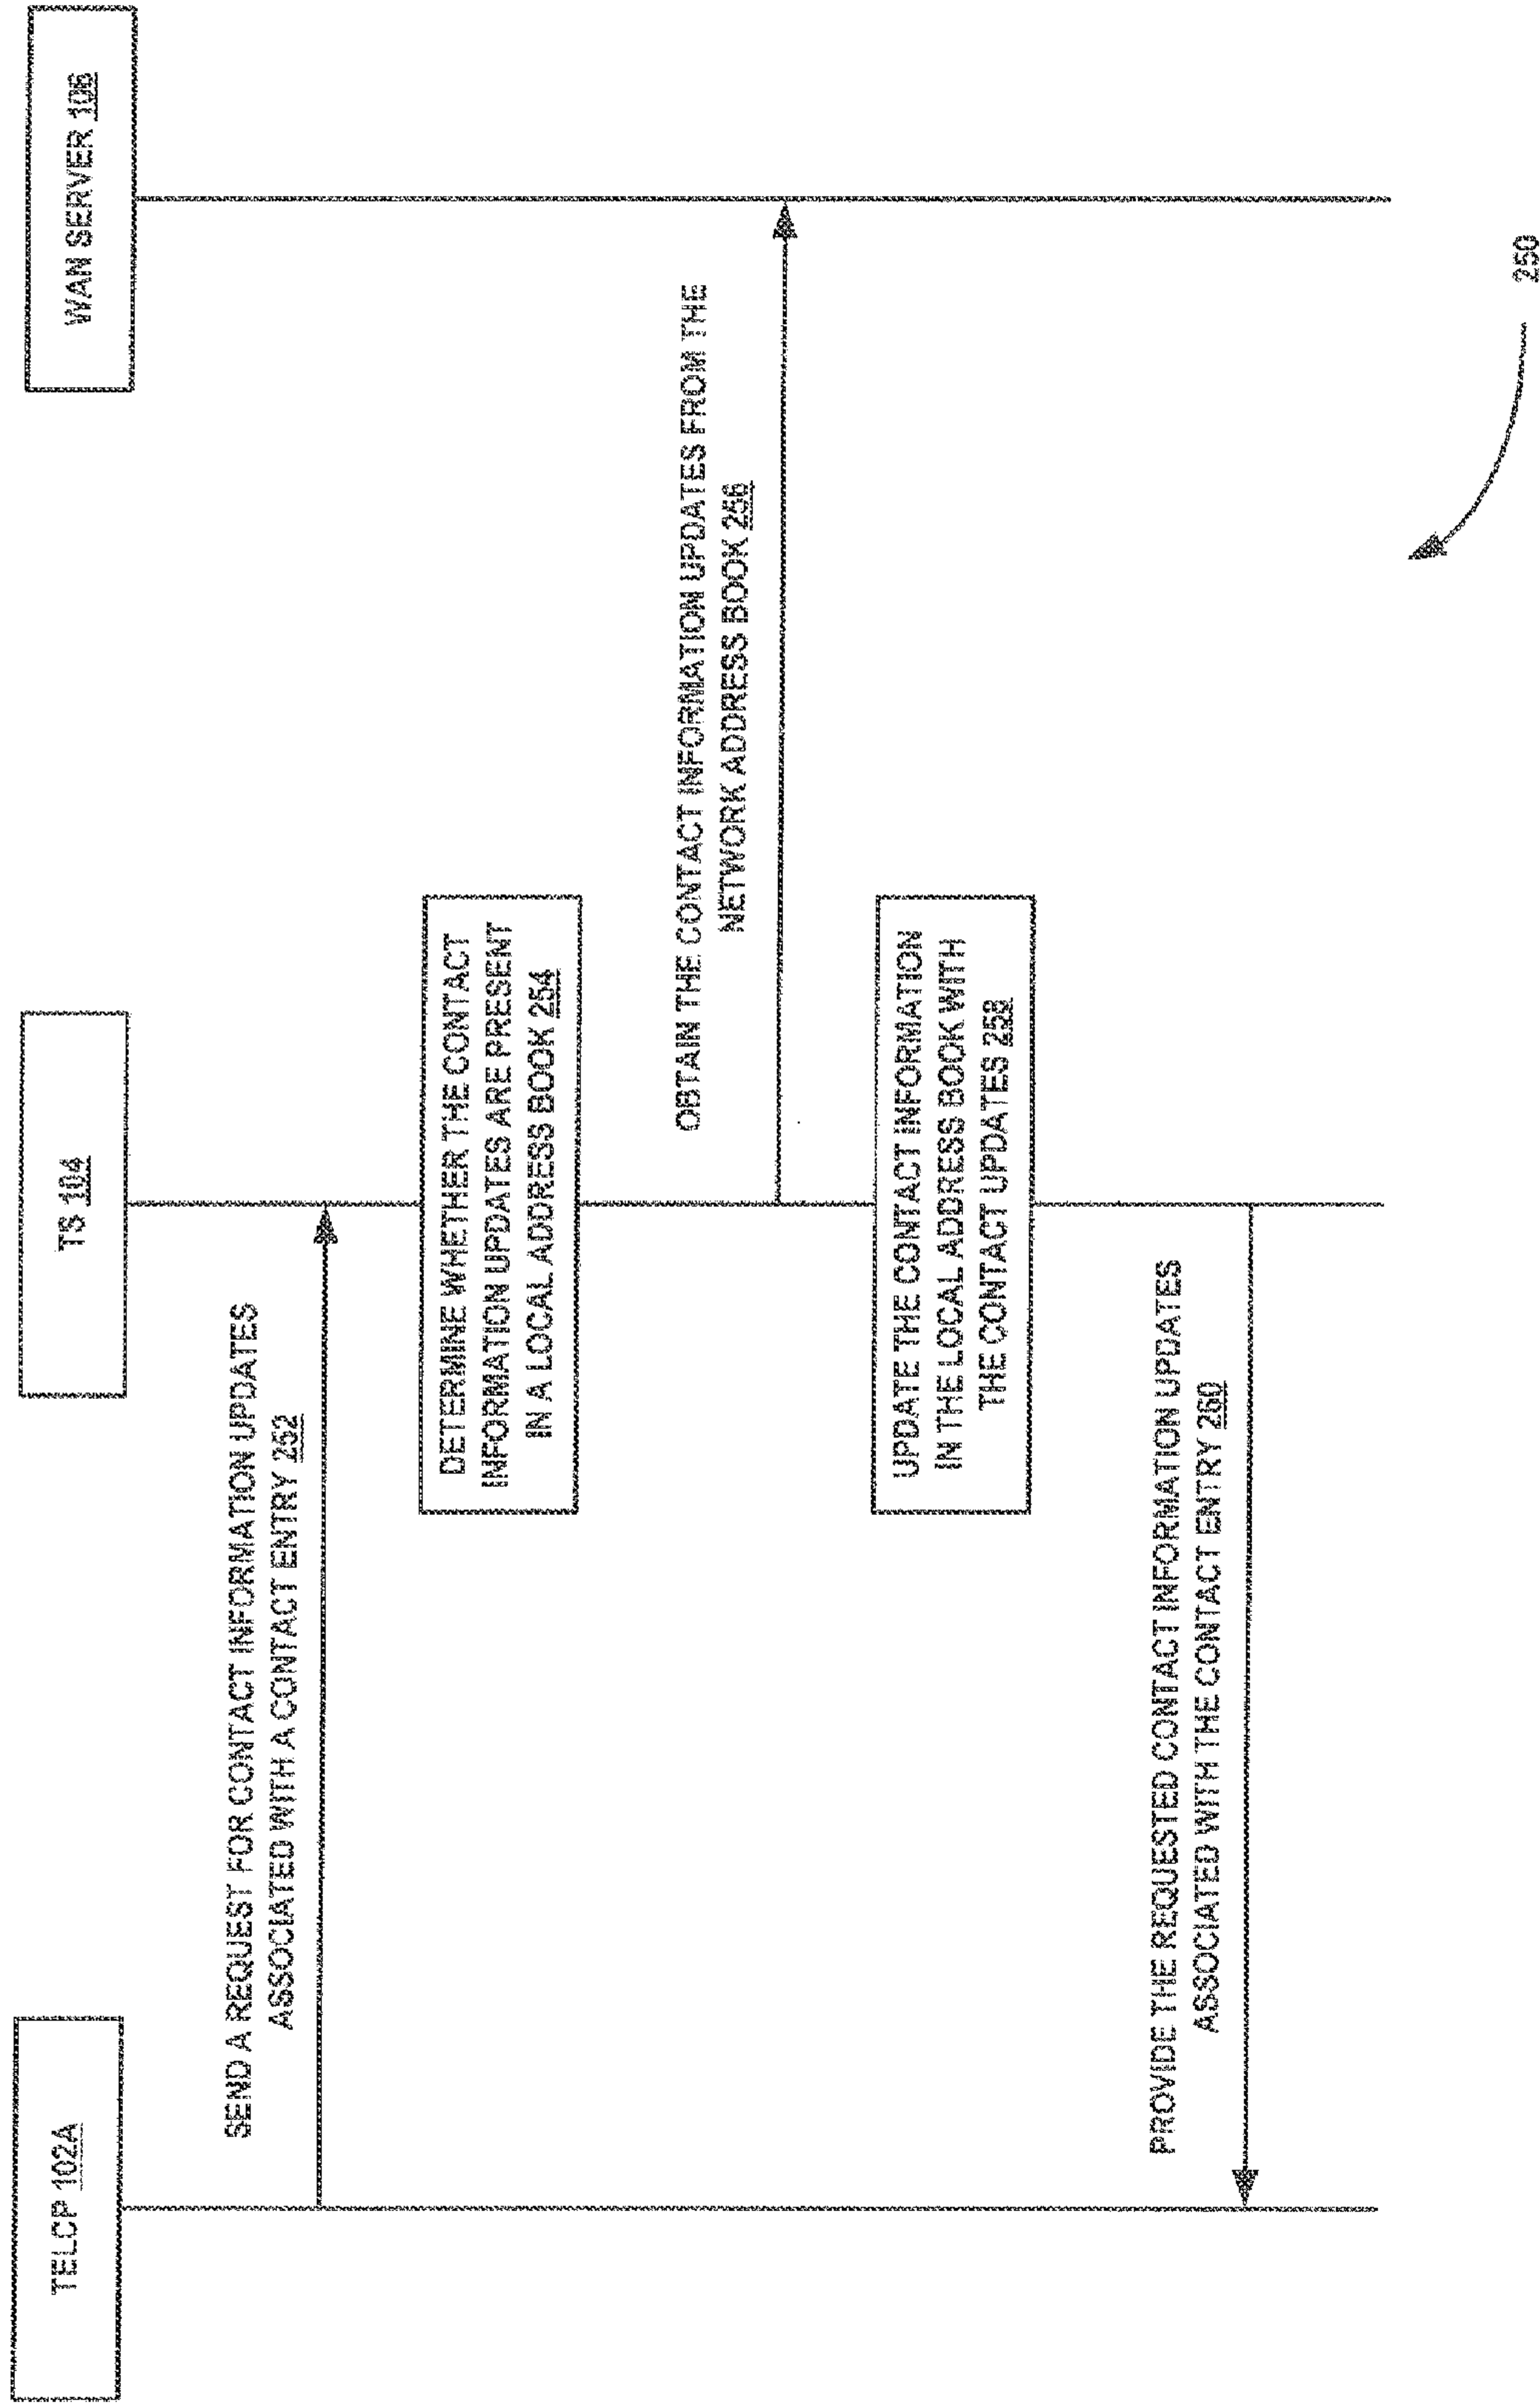 TELCP 102A
TS 104
WAN SERVER 106
SEND A REQUEST FOR CONTACT INFORMATION UPDATES
ASSOCIATED WITH A CONTACT ENTRY 252
DETERMINE WHETHER THE CONTACT
INFORMATION UPDATES ARE PRESENT
IN A LOCAL ADDRESS BOOK 254
OBTAIN THE CONTACT INFORMATION UPDATES FROM THE
NETWORK ADDRESS BOOK 256
UPDATE THE CONTACT INFORMATION
IN THE LOCAL ADDRESS BOOK WITH
THE CONTACT UPDATES 258
PROVIDE THE REQUESTED CONTACT INFORMATION UPDATES
ASSOCIATED WITH THE CONTACT ENTRY 260
250